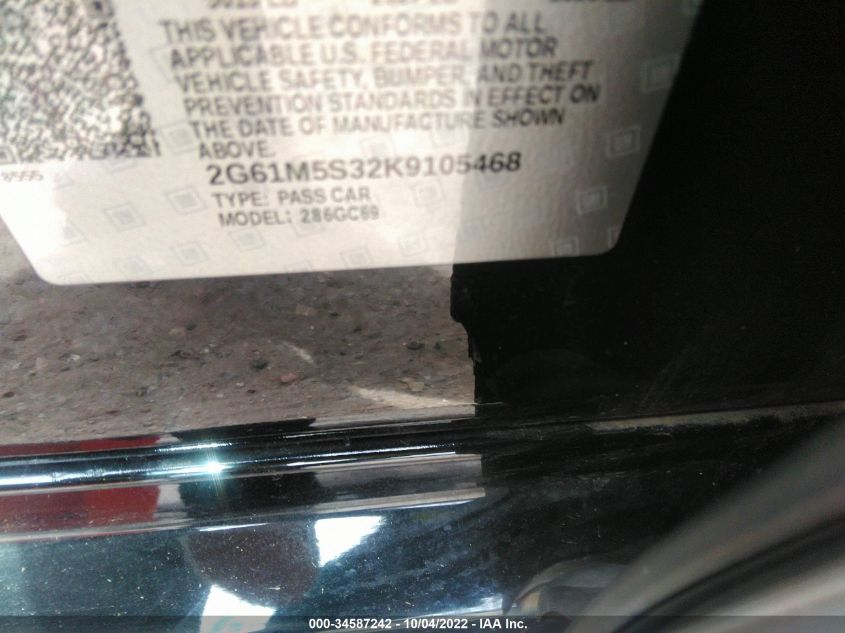 THIS VEHICLE CONFORMS TO ALL
APPLICABLE U.S. FEDERAL MOTOR
VEHICLE SAFETY, BUMPER, AND THEFT
PREVENTION STANDARDS IN EFFECT ON
THE DATE OF MANUFACTURE SHOWN
ABOVE.
2G61M5S32K9105468
TYPE: PASS CAR
MODEL: 286GC69
000-34587242 - 10/04/2022 - IAA Inc.